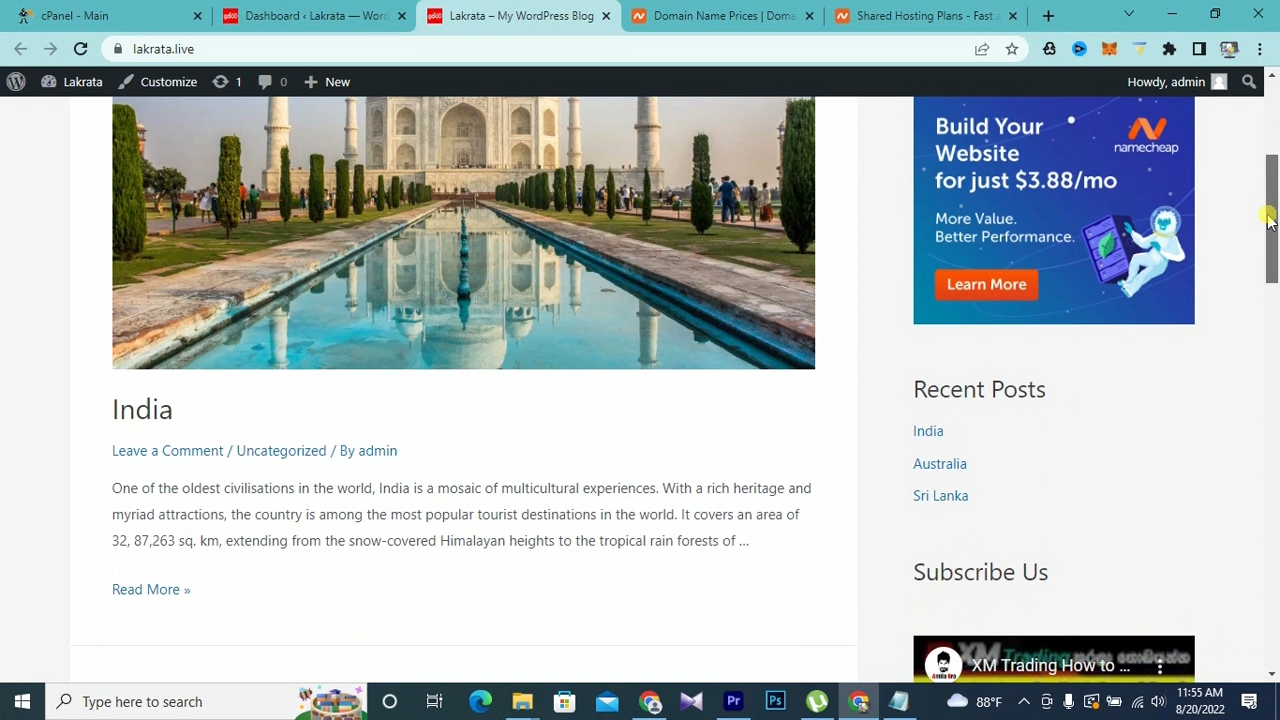 cPanel - Main
Dashboard ‹ Lakrata — Word
Lakrata – My WordPress Blog
Domain Name Prices | Doma
Shared Hosting Plans - Fast a
lakrata.live
Lakrata
Customize
1
0
New
Howdy, admin
Build Your
Website
for just $3.88/mo
namecheap
More Value.
Better Performance.
Learn More
India
Leave a Comment / Uncategorized / By admin
One of the oldest civilisations in the world, India is a mosaic of multicultural experiences. With a rich heritage and
myriad attractions, the country is among the most popular tourist destinations in the world. It covers an area of
32, 87,263 sq. km, extending from the snow-covered Himalayan heights to the tropical rain forests of ...
Read More »
Recent Posts
India
Australia
Sri Lanka
Subscribe Us
XM Trading How to ...
Type here to search
88°F
11:55 AM
8/20/2022